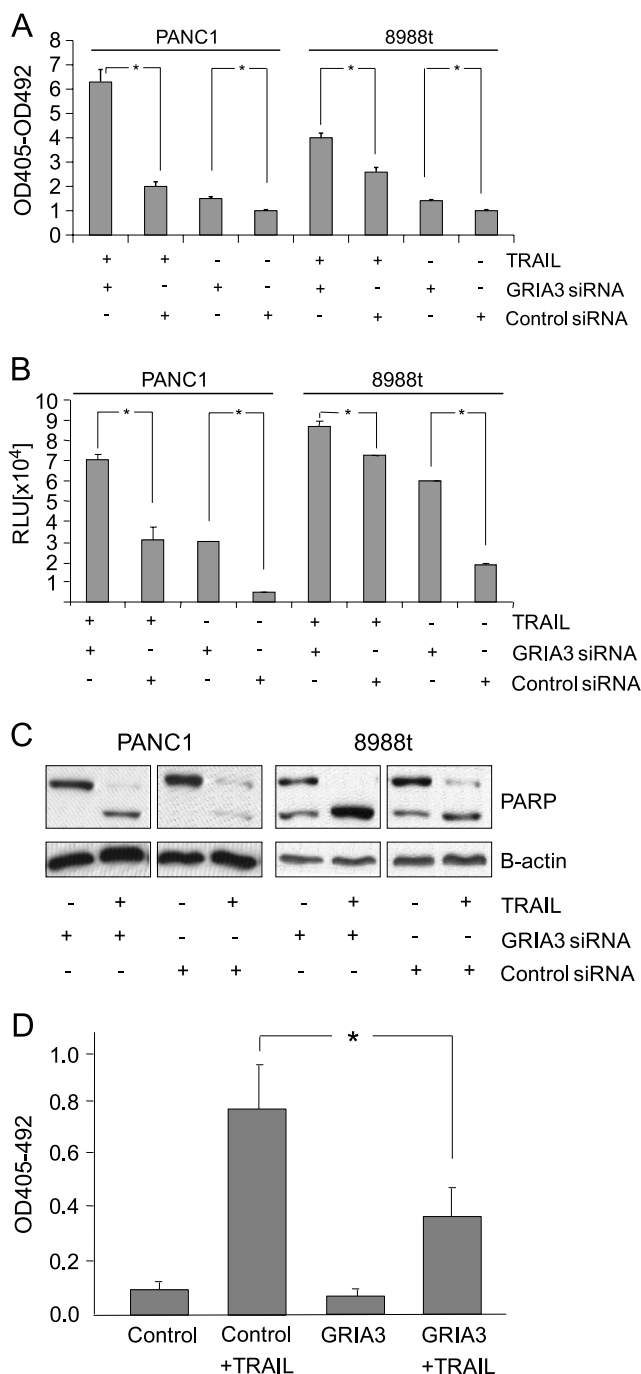 A
PANC1 8988t
OD405-OD492
8
7
6
5
4
3
2
1
0
* * * *
+ + - - + + - - TRAIL
+ - + - + - + - GRIA3 siRNA
- + - + - + - + Control siRNA
B
PANC1 8988t
RLU[x10⁴]
10
9
8
7
6
5
4
3
2
1
* * * *
+ + - - + + - - TRAIL
+ - + - + - + - GRIA3 siRNA
- + - + - + - + Control siRNA
C
PANC1 8988t
PARP
B-actin
- + - + - + - + TRAIL
+ + - - + + - - GRIA3 siRNA
- - + + - - + + Control siRNA
D
OD405-492
1.0
0.8
0.6
0.4
0.2
0.0
*
Control Control GRIA3 GRIA3
+TRAIL +TRAIL